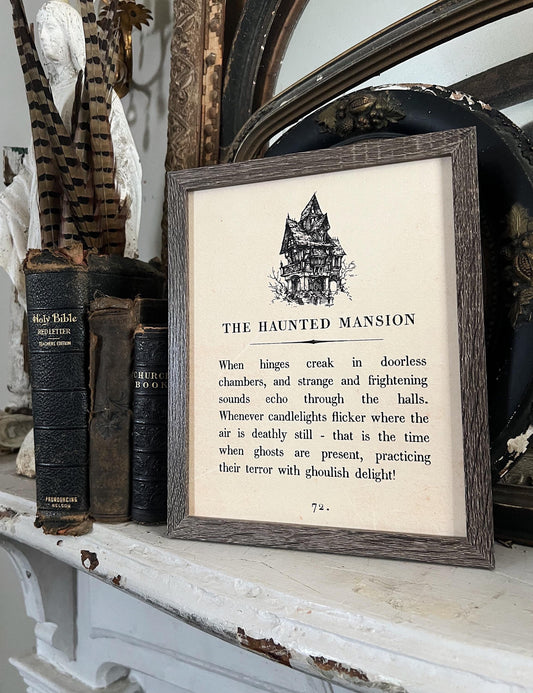 Holy Bible
RED LETTER
TEACHERS EDITION
PRONOUNCING
NELSON
CHURCH
BOOK
THE HAUNTED MANSION
When hinges creak in doorless
chambers, and strange and frightening
sounds echo through the halls.
Whenever candlelights flicker where the
air is deathly still - that is the time
when ghosts are present, practicing
their terror with ghoulish delight!
72.